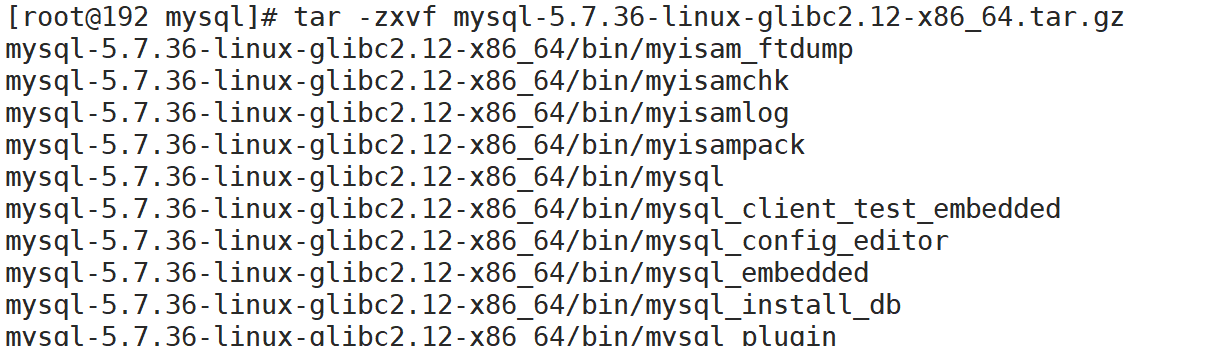 [root@192 mysql]# tar -zxvf mysql-5.7.36-linux-glibc2.12-x86_64.tar.gz
mysql-5.7.36-linux-glibc2.12-x86_64/bin/myisam_ftdump
mysql-5.7.36-linux-glibc2.12-x86_64/bin/myisamchk
mysql-5.7.36-linux-glibc2.12-x86_64/bin/myisamlog
mysql-5.7.36-linux-glibc2.12-x86_64/bin/myisampack
mysql-5.7.36-linux-glibc2.12-x86_64/bin/mysql
mysql-5.7.36-linux-glibc2.12-x86_64/bin/mysql_client_test_embedded
mysql-5.7.36-linux-glibc2.12-x86_64/bin/mysql_config_editor
mysql-5.7.36-linux-glibc2.12-x86_64/bin/mysql_embedded
mysql-5.7.36-linux-glibc2.12-x86_64/bin/mysql_install_db
mysql-5.7.36-linux-glibc2.12-x86_64/bin/mysql_plugin